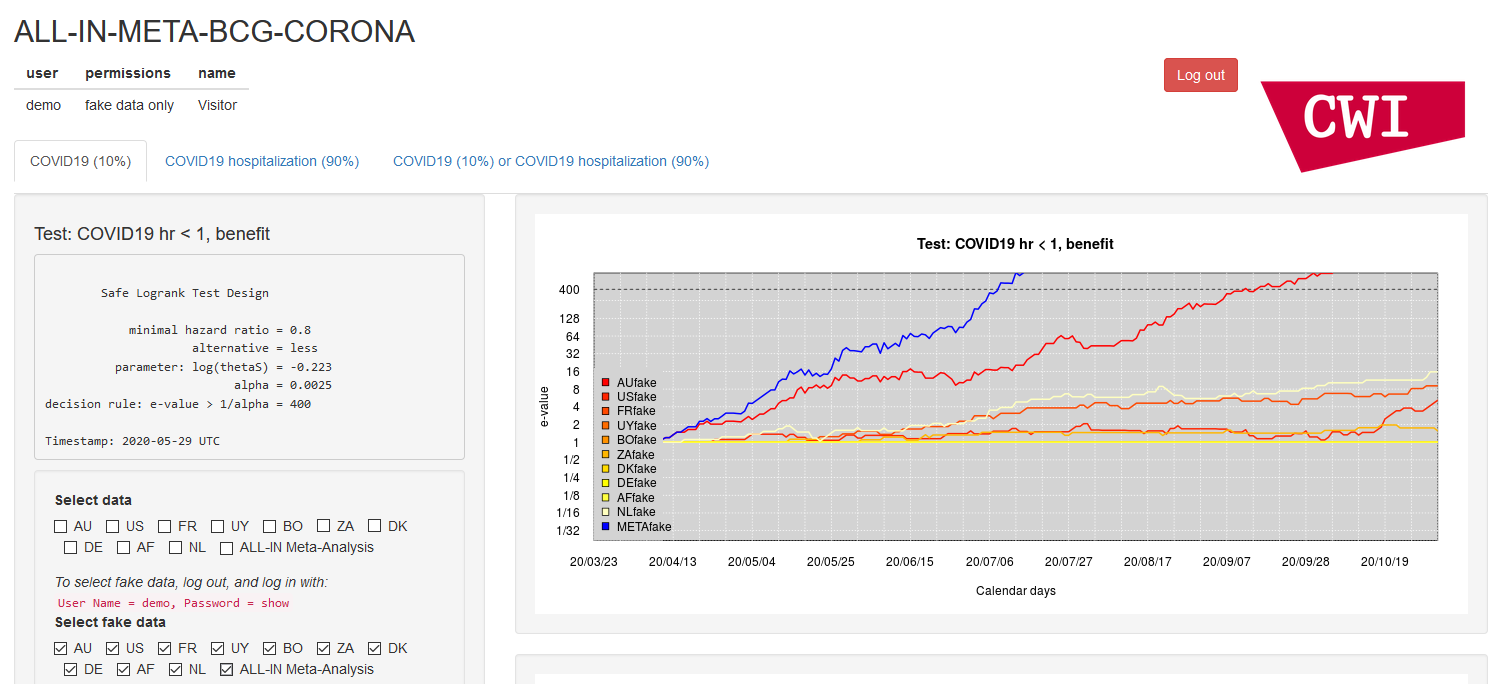 ALL-IN-META-BCG-CORONA
user permissions name
demo fake data only Visitor
Log out
CWI
COVID19 (10%) COVID19 hospitalization (90%) COVID19 (10%) or COVID19 hospitalization (90%)
Test: COVID19 hr < 1, benefit
Safe Logrank Test Design
minimal hazard ratio = 0.8
alternative = less
parameter: log(thetaS) = -0.223
alpha = 0.0025
decision rule: e-value > 1/alpha = 400
Timestamp: 2020-05-29 UTC
Select data
AU US FR UY BO ZA DK
DE AF NL ALL-IN Meta-Analysis
To select fake data, log out, and log in with:
User Name = demo, Password = show
Select fake data
AU US FR UY BO ZA DK
DE AF NL ALL-IN Meta-Analysis
Test: COVID19 hr < 1, benefit
e-value
400
128
64
32
16
8
4
2
1
1/2
1/4
1/8
1/16
1/32
AUfake
USfake
FRfake
UYfake
BOfake
ZAfake
DKfake
DEfake
AFfake
NLfake
METAfake
20/03/23 20/04/13 20/05/04 20/05/25 20/06/15 20/07/06 20/07/27 20/08/17 20/09/07 20/09/28 20/10/19
Calendar days